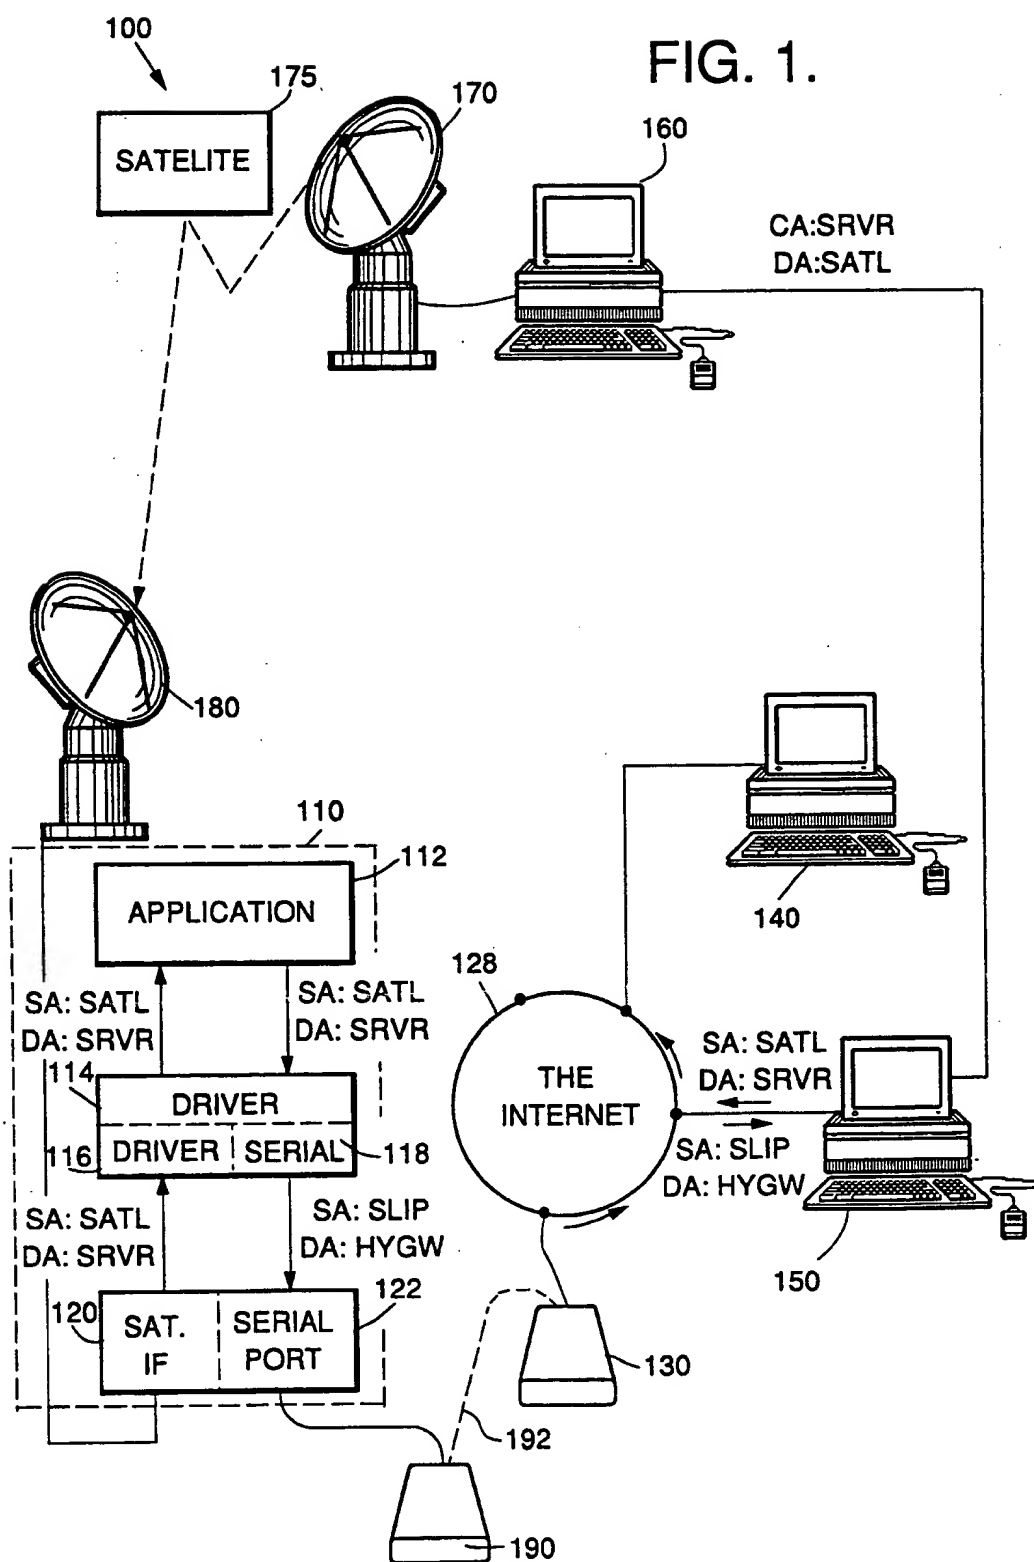 FIG. 1.
100
175
170
160
SATELITE
CA:SRVR
DA:SATL
180
140
110
112
APPLICATION
SA: SATL
DA: SRVR
SA: SATL
DA: SRVR
114
DRIVER
116
DRIVER
SERIAL
118
SA: SATL
DA: SRVR
SA: SLIP
DA: HYGW
120
SAT.
IF
SERIAL
PORT
122
128
THE
INTERNET
SA: SATL
DA: SRVR
SA: SLIP
DA: HYGW
150
130
192
190